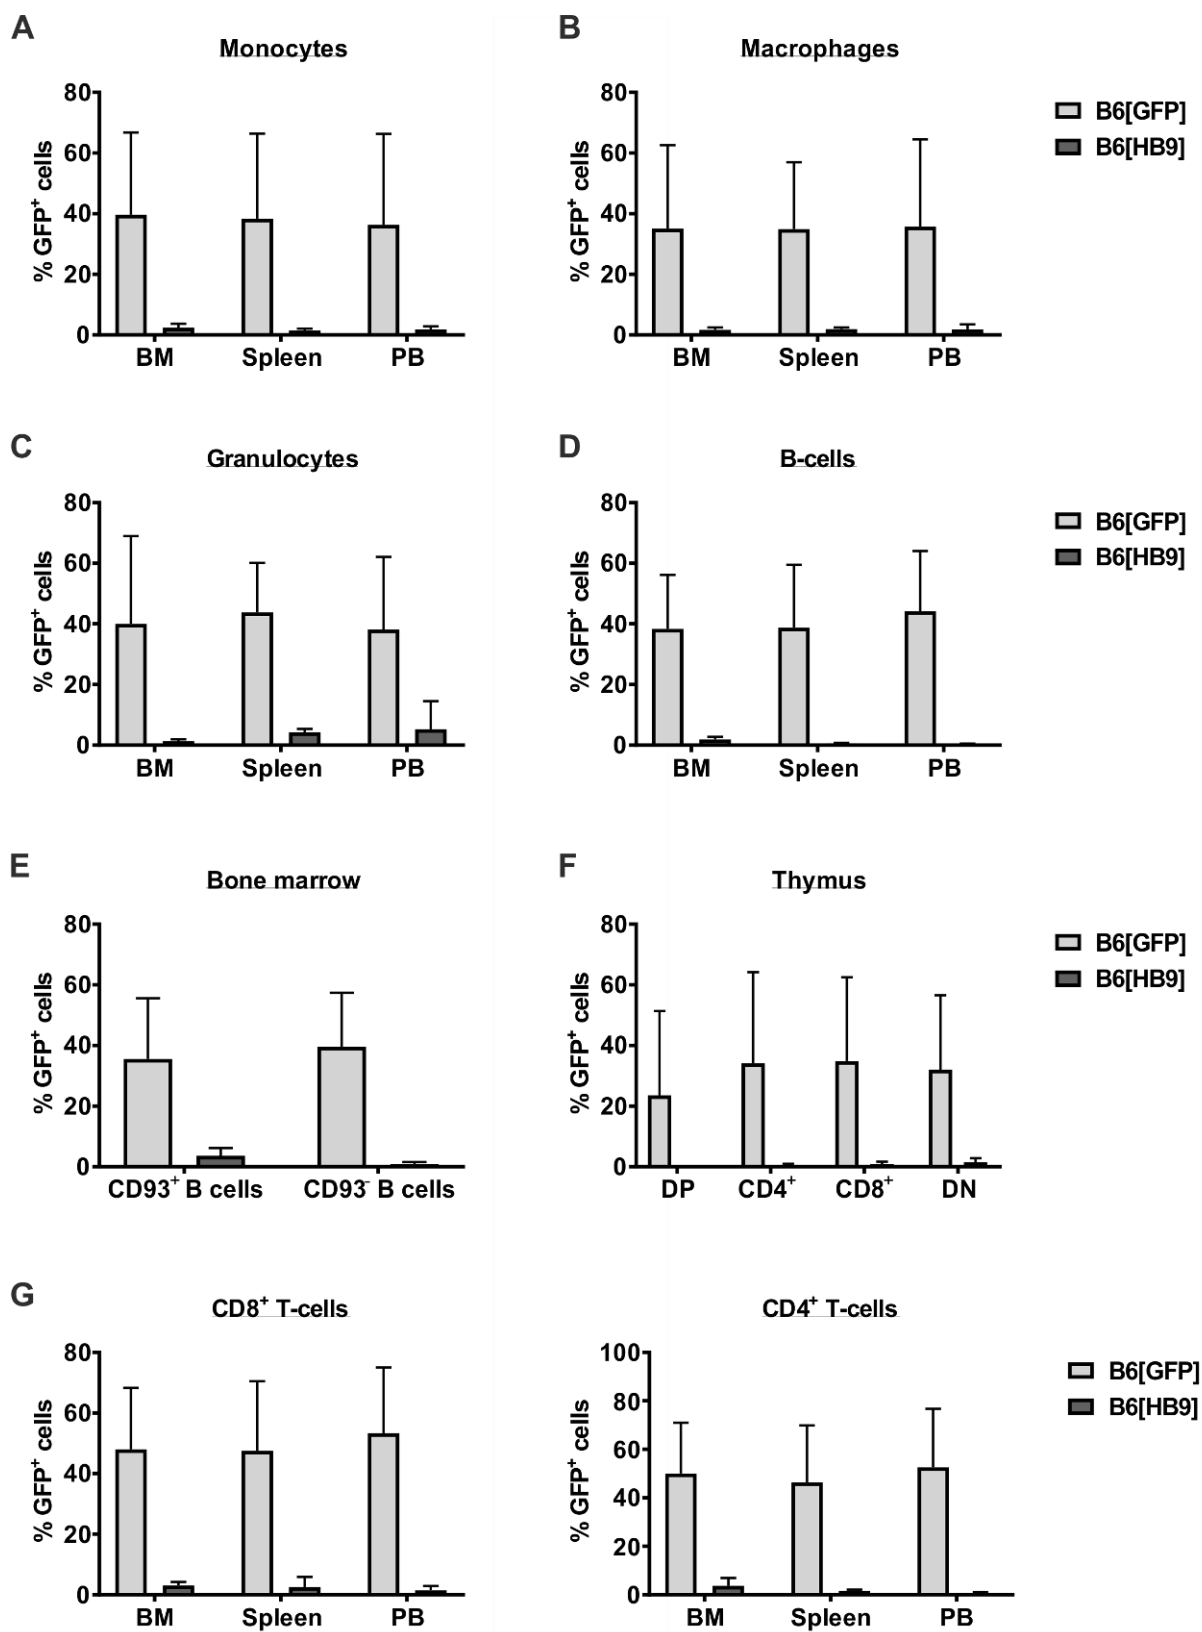 A
Monocytes
% GFP⁺ cells
80
60
40
20
0
BM Spleen PB
B
Macrophages
% GFP⁺ cells
80
60
40
20
0
BM Spleen PB
B6[GFP]
B6[HB9]
C
Granulocytes
% GFP⁺ cells
80
60
40
20
0
BM Spleen PB
D
B-cells
% GFP⁺ cells
80
60
40
20
0
BM Spleen PB
B6[GFP]
B6[HB9]
E
Bone marrow
% GFP⁺ cells
80
60
40
20
0
CD93⁺ B cells CD93⁻ B cells
F
Thymus
% GFP⁺ cells
80
60
40
20
0
DP CD4⁺ CD8⁺ DN
B6[GFP]
B6[HB9]
G
CD8⁺ T-cells
% GFP⁺ cells
80
60
40
20
0
BM Spleen PB
CD4⁺ T-cells
% GFP⁺ cells
100
80
60
40
20
0
BM Spleen PB
B6[GFP]
B6[HB9]